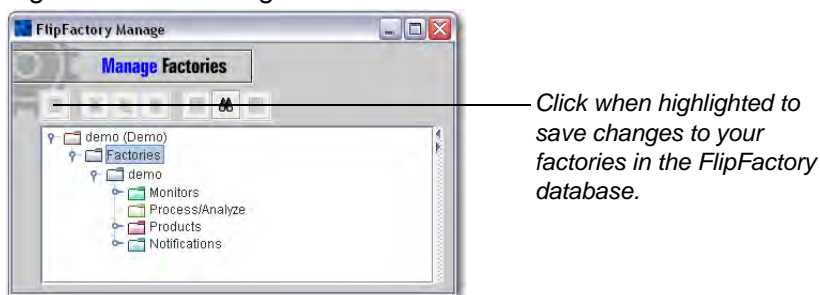 FlipFactory Manage
Manage Factories
demo (Demo)
Factories
demo
Monitors
Process/Analyze
Products
Notifications
Click when highlighted to
save changes to your
factories in the FlipFactory
database.